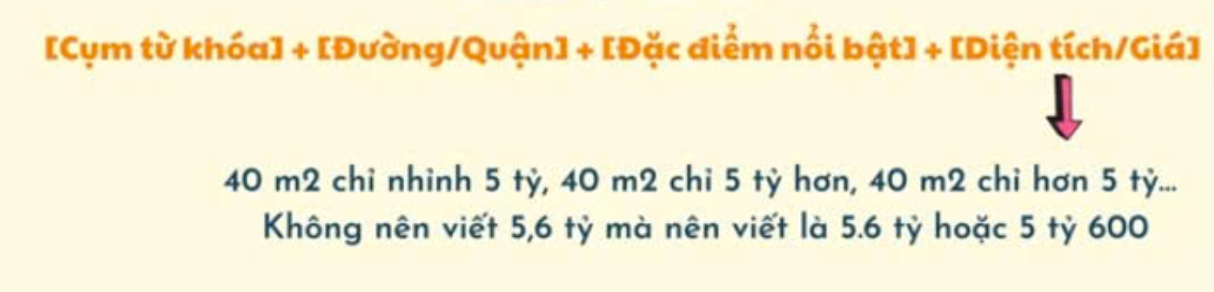 [Cụm từ khóa] + [Đường/Quận] + [Đặc điểm nổi bật] + [Diện tích/Giá]
40 m2 chỉ nhỉnh 5 tỷ, 40 m2 chỉ 5 tỷ hơn, 40 m2 chỉ hơn 5 tỷ...
Không nên viết 5,6 tỷ mà nên viết là 5.6 tỷ hoặc 5 tỷ 600